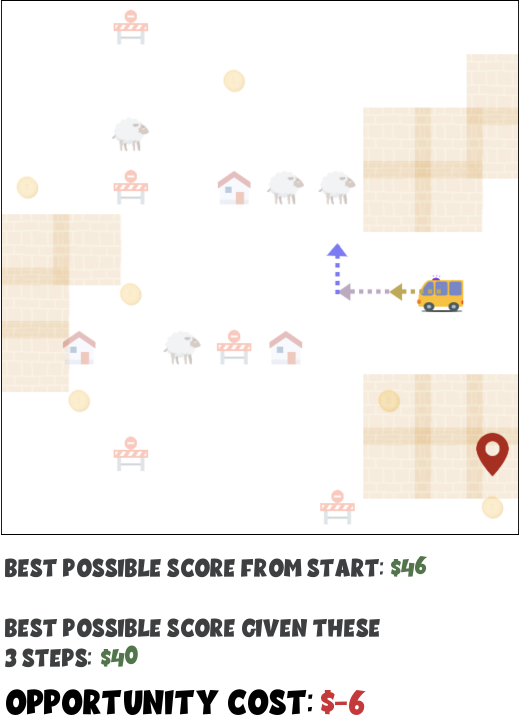 BEST POSSIBLE SCORE FROM START: $46
BEST POSSIBLE SCORE GIVEN THESE
3 STEPS: $40
OPPORTUNITY COST: $-6